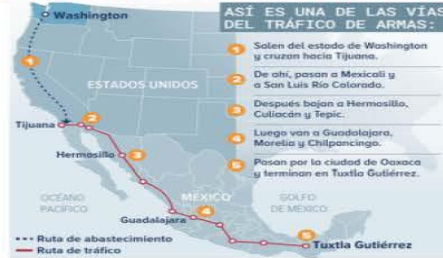 ASÍ ES UNA DE LAS VÍAS
DEL TRÁFICO DE ARMAS:
1 Salen del estado de Washington
y cruzan hacia Tijuana.
2 De ahí, pasan a Mexicali y
a San Luis Río Colorado.
3 Después bajan a Hermosillo,
Culiacán y Tepic.
4 Luego van a Guadalajara,
Morelia y Chilpancingo.
5 Pasan por la ciudad de Oaxaca
y terminan en Tuxtla Gutiérrez.
Washington
1
ESTADOS UNIDOS
Tijuana
2
Hermosillo
3
OCÉANO
PACÍFICO
MÉXICO
GOLFO
DE MÉXICO
Guadalajara
4
5
Tuxtla Gutiérrez
Ruta de abastecimiento
Ruta de tráfico